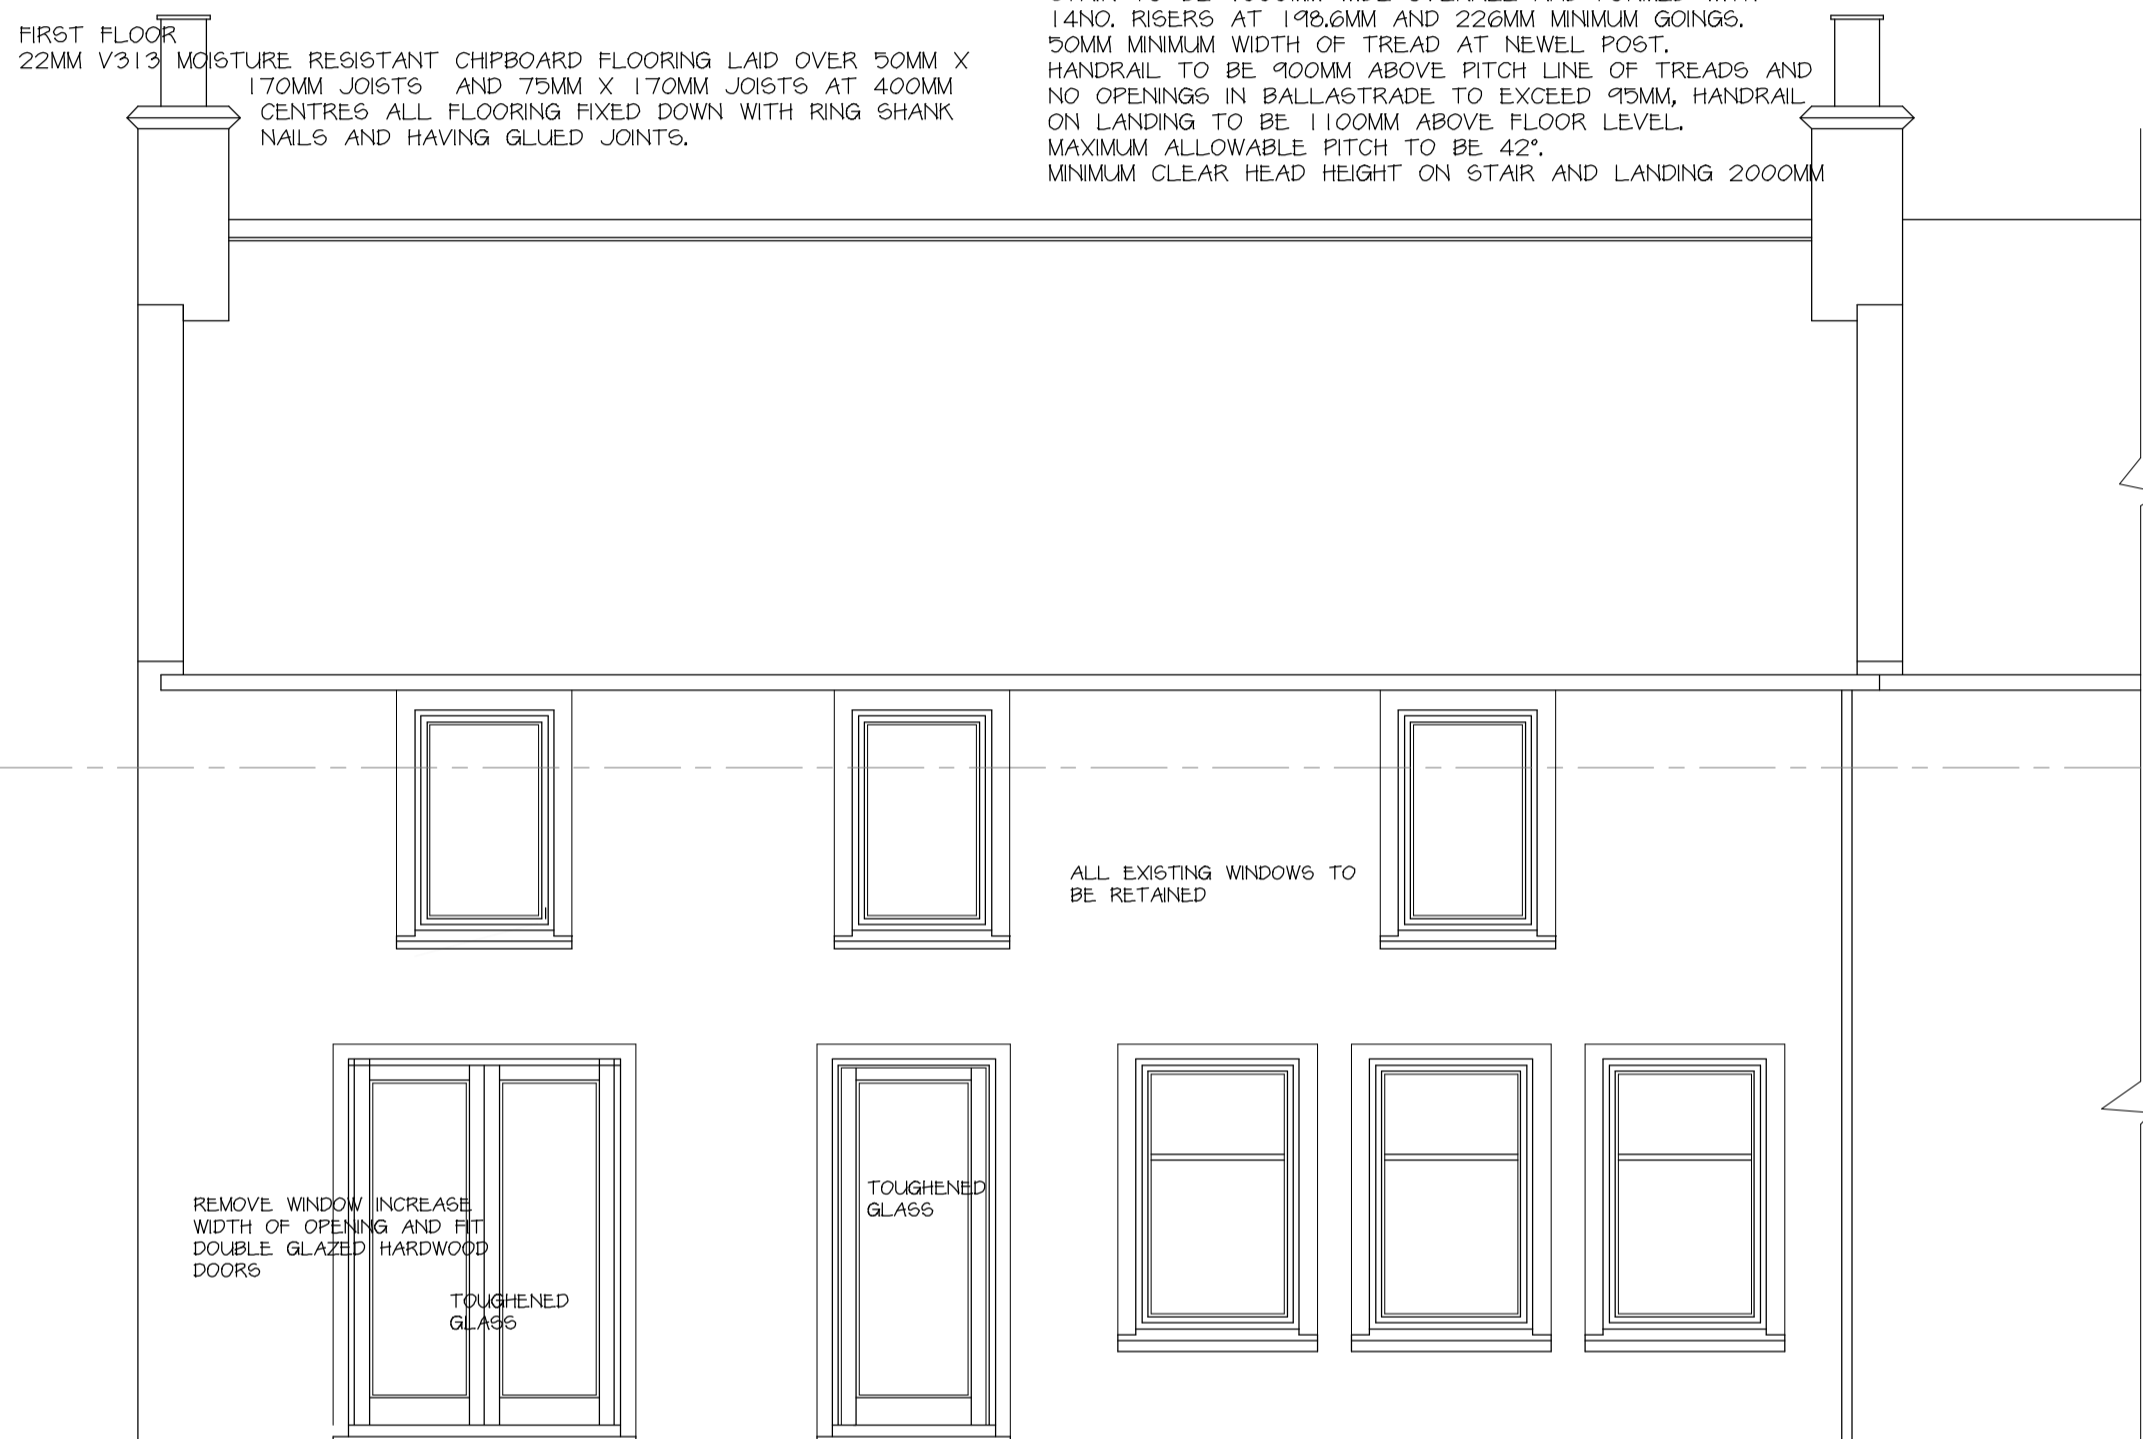 FIRST FLOOR
22MM V313 MOISTURE RESISTANT CHIPBOARD FLOORING LAID OVER 50MM X
170MM JOISTS AND 75MM X 170MM JOISTS AT 400MM
CENTRES ALL FLOORING FIXED DOWN WITH RING SHANK
NAILS AND HAVING GLUED JOINTS.
14NO. RISERS AT 198.6MM AND 226MM MINIMUM GOINGS.
50MM MINIMUM WIDTH OF TREAD AT NEWEL POST.
HANDRAIL TO BE 900MM ABOVE PITCH LINE OF TREADS AND
NO OPENINGS IN BALLASTRADE TO EXCEED 95MM, HANDRAIL
ON LANDING TO BE 1100MM ABOVE FLOOR LEVEL.
MAXIMUM ALLOWABLE PITCH TO BE 42°.
MINIMUM CLEAR HEAD HEIGHT ON STAIR AND LANDING 2000MM
ALL EXISTING WINDOWS TO
BE RETAINED
REMOVE WINDOW INCREASE
WIDTH OF OPENING AND FIT
DOUBLE GLAZED HARDWOOD
DOORS
TOUGHENED
GLASS
TOUGHENED
GLASS